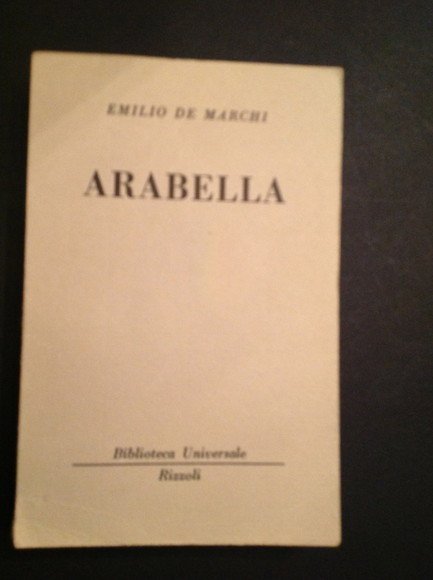 EMILIO DE MARCHI
ARABELLA
Biblioteca Universale
Rizzoli